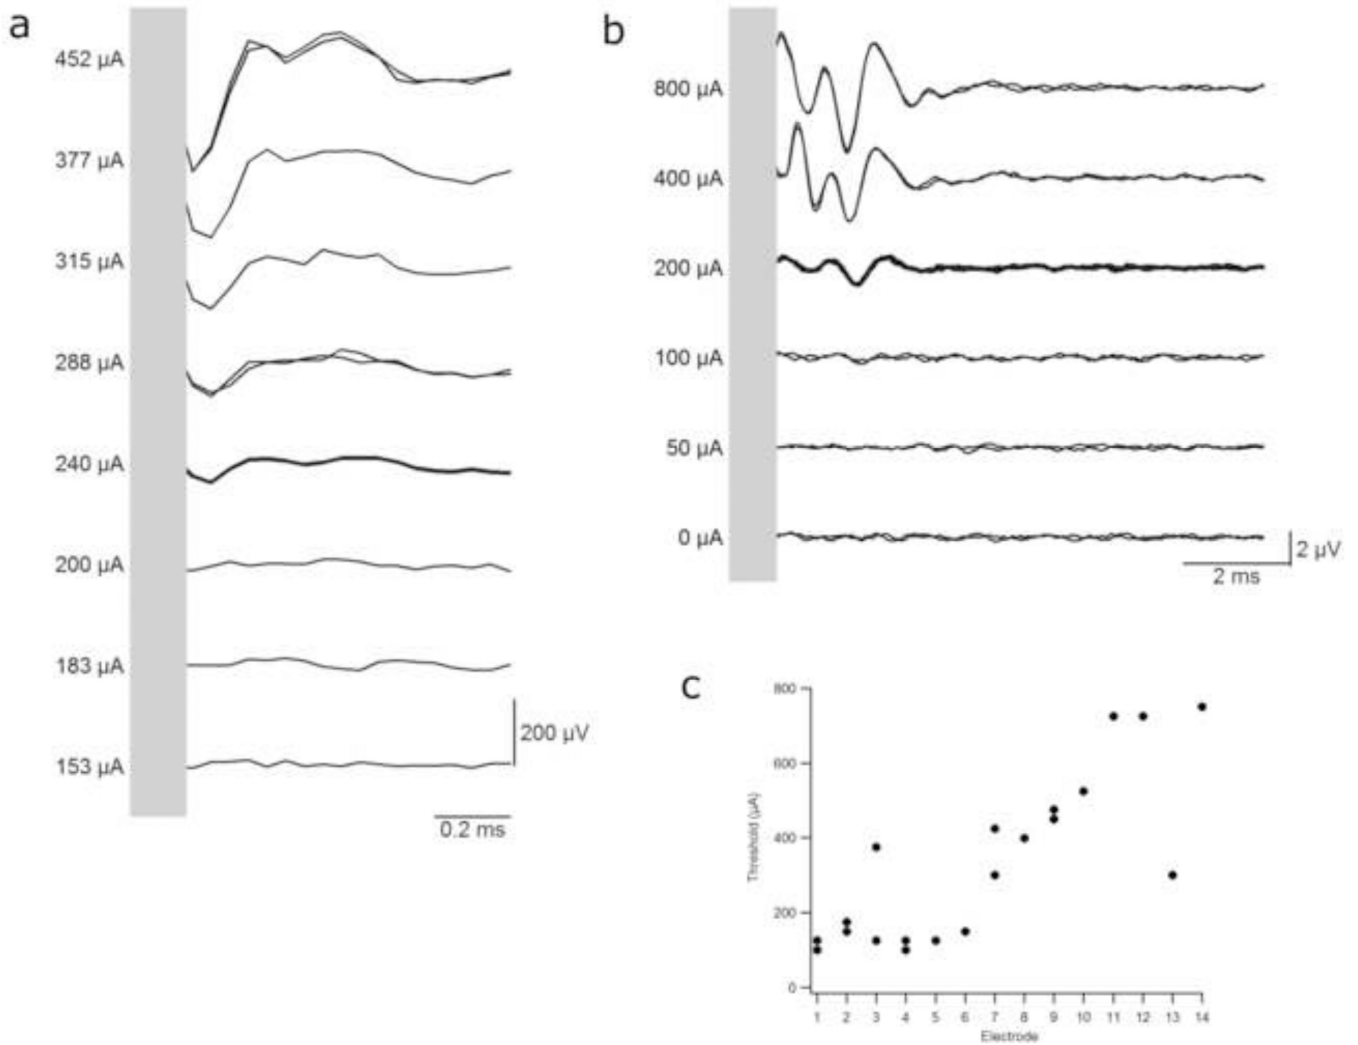 a
452 µA
377 µA
315 µA
288 µA
240 µA
200 µA
183 µA
153 µA
200 µV
0.2 ms
b
800 µA
400 µA
200 µA
100 µA
50 µA
0 µA
2 µV
2 ms
c
800
600
400
200
0
Threshold (µA)
1 2 3 4 5 6 7 8 9 10 11 12 13 14
Electrode